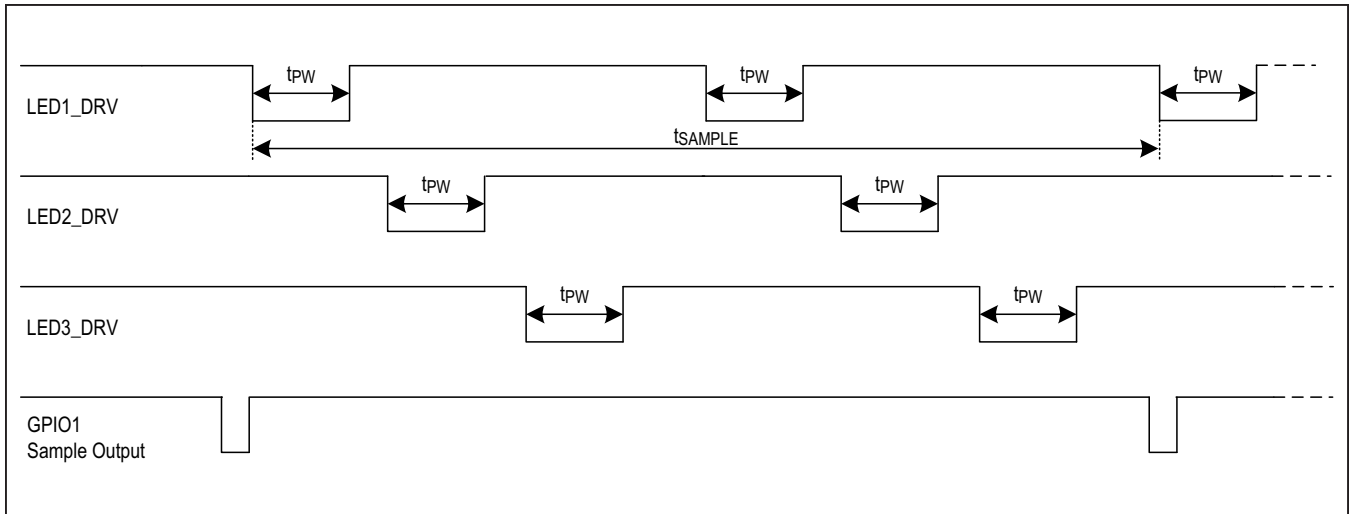 tPW tPW tPW
LED1_DRV
tSAMPLE
tPW tPW
LED2_DRV
tPW tPW
LED3_DRV
GPIO1
Sample Output